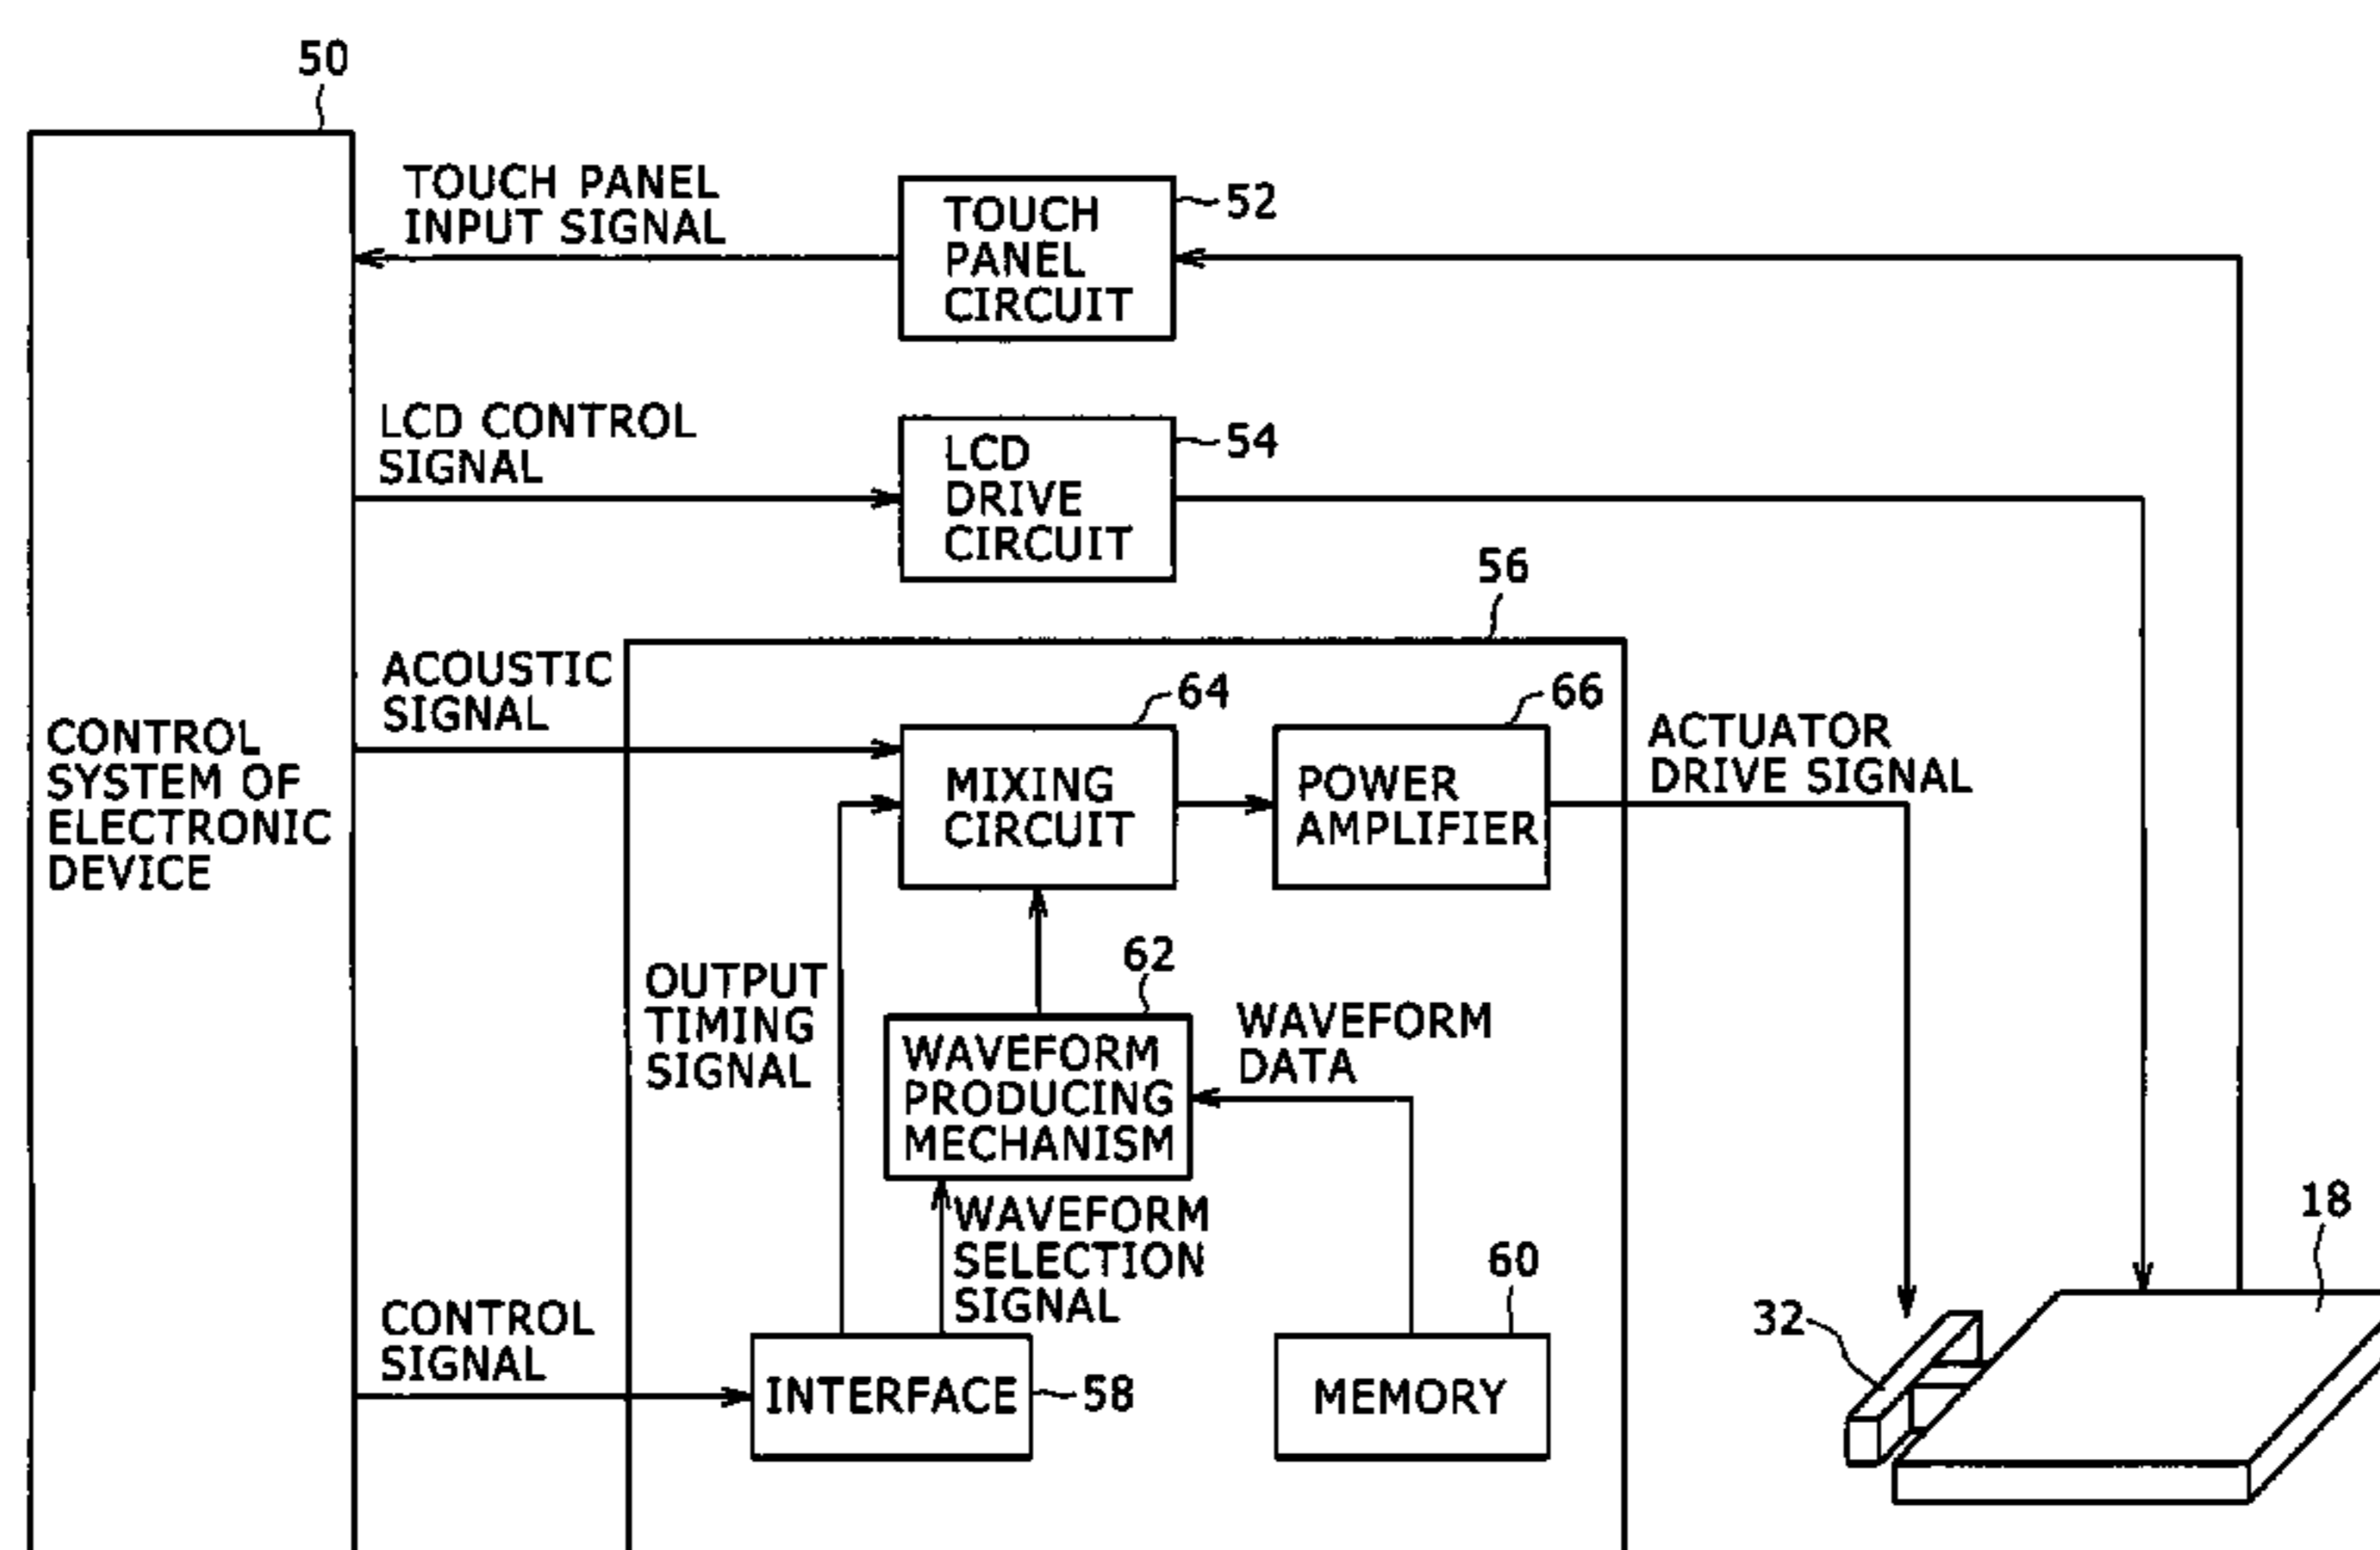 50
TOUCH PANEL
INPUT SIGNAL
TOUCH
PANEL
CIRCUIT
52
LCD CONTROL
SIGNAL
LCD
DRIVE
CIRCUIT
54
56
ACOUSTIC
SIGNAL
64
66
CONTROL
SYSTEM OF
ELECTRONIC
DEVICE
MIXING
CIRCUIT
POWER
AMPLIFIER
ACTUATOR
DRIVE SIGNAL
OUTPUT
TIMING
SIGNAL
62
WAVEFORM
PRODUCING
MECHANISM
WAVEFORM
DATA
WAVEFORM
SELECTION
SIGNAL
60
18
32
CONTROL
SIGNAL
INTERFACE
58
MEMORY